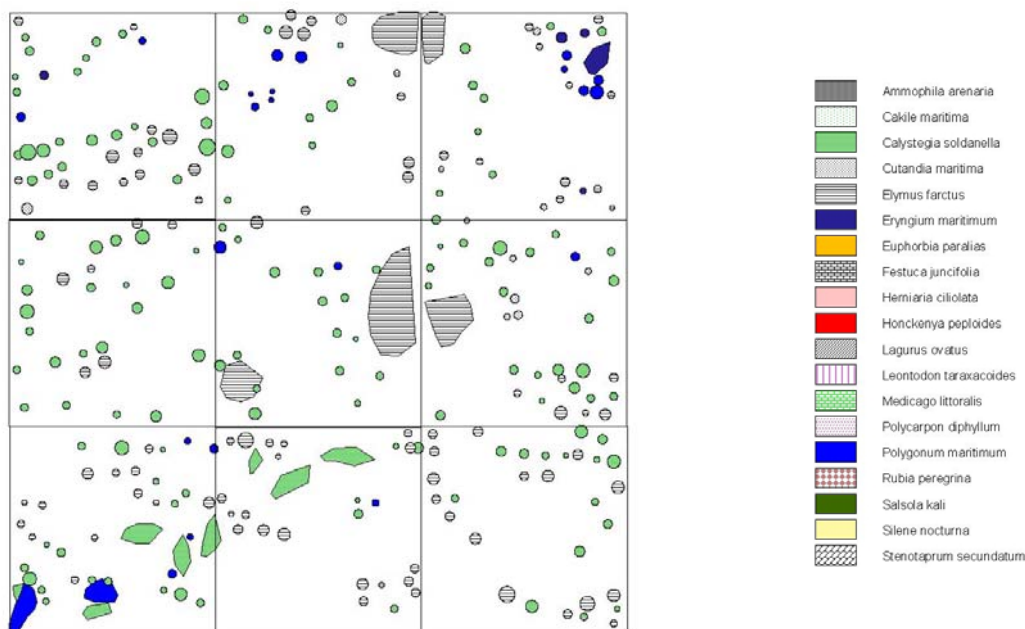 Ammophila arenaria
Cakile maritima
Calystegia soldanella
Cutandia maritima
Elymus farctus
Eryngium maritimum
Euphorbia paralias
Festuca juncifolia
Herniaria ciliolata
Honckenya peploides
Lagurus ovatus
Leontodon taraxacoides
Medicago littoralis
Polycarpon diphyllum
Polygonum maritimum
Rubia peregrina
Salsola kali
Silene nocturna
Stenotaprum secundatum